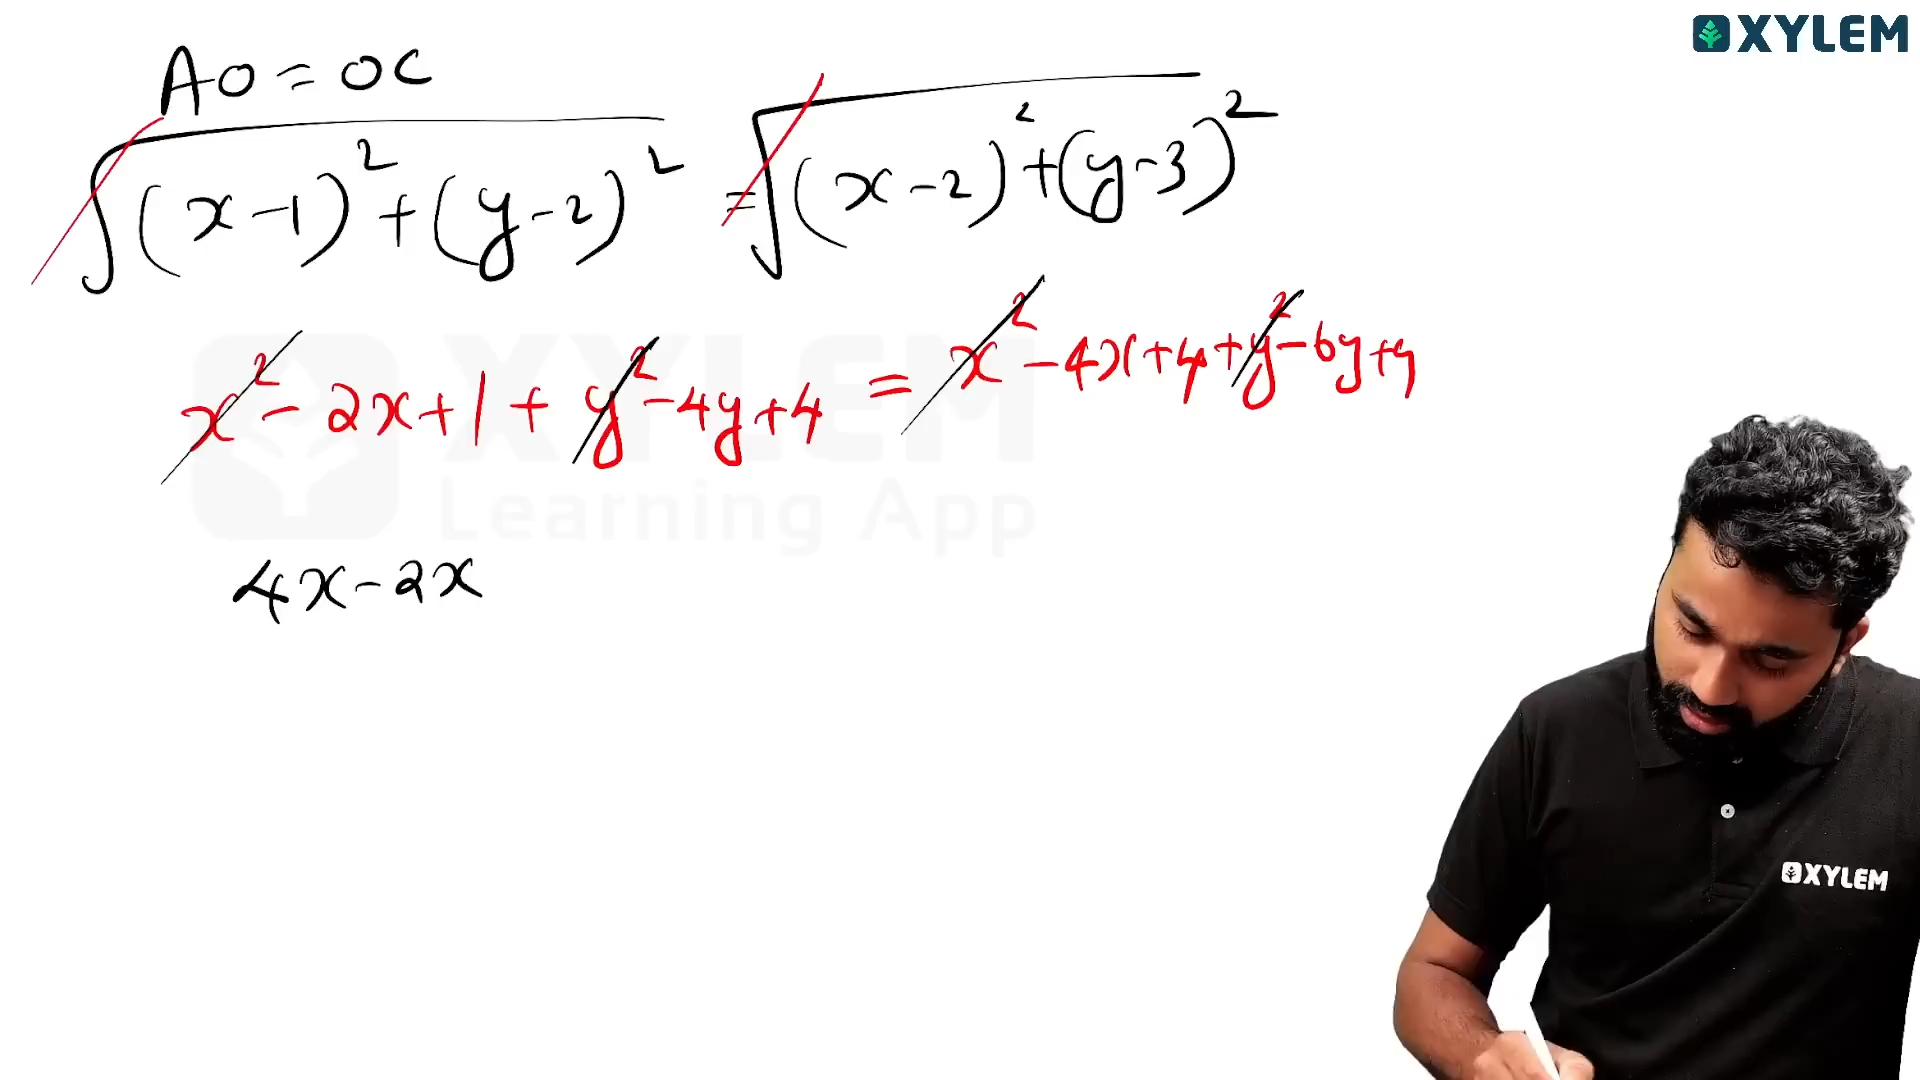 XYLEM
AO = OC
√(x-1)² + (y-2)² = √(x-2)² + (y-3)²
x² - 2x + 1 + y² - 4y + 4 = x² - 4x + 4 + y² - 6y + 9
XYLEM
Learning App
4x - 2x
XYLEM